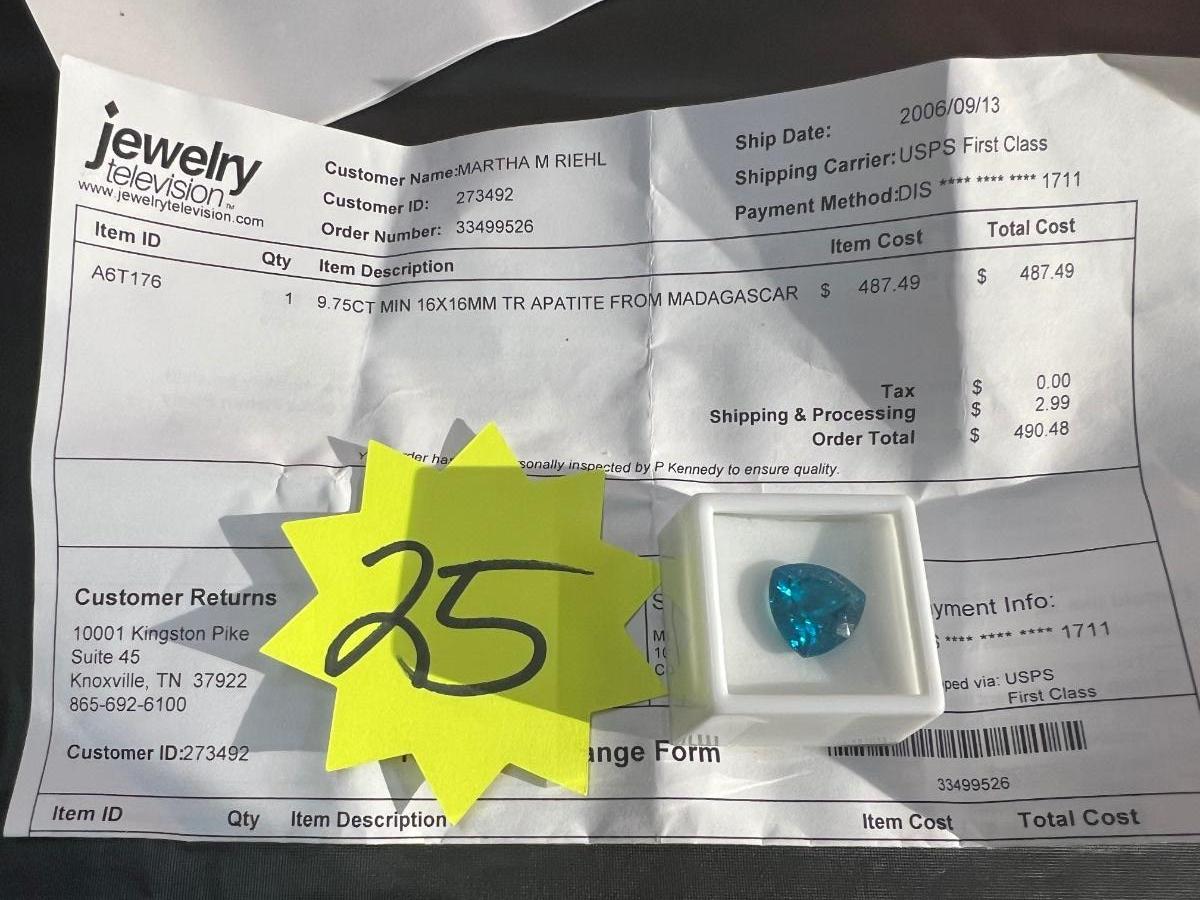 jewelry
television™
www.jewelrytelevision.com
Customer Name:MARTHA M RIEHL
Customer ID: 273492
Order Number: 33499526
Ship Date: 2006/09/13
Shipping Carrier:USPS First Class
Payment Method:DIS **** **** **** 1711
Item ID Qty Item Description Item Cost Total Cost
A6T176 1 9.75CT MIN 16X16MM TR APATITE FROM MADAGASCAR $ 487.49 $ 487.49
Tax $ 0.00
Shipping & Processing $ 2.99
Order Total $ 490.48
inspected by P Kennedy to ensure quality.
25
Customer Returns
10001 Kingston Pike
Suite 45
Knoxville, TN 37922
865-692-6100
Customer ID:273492
yment Info:
**** **** **** 1711
ped via: USPS
First Class
ange Form
33499526
Item ID Qty Item Description Item Cost Total Cost